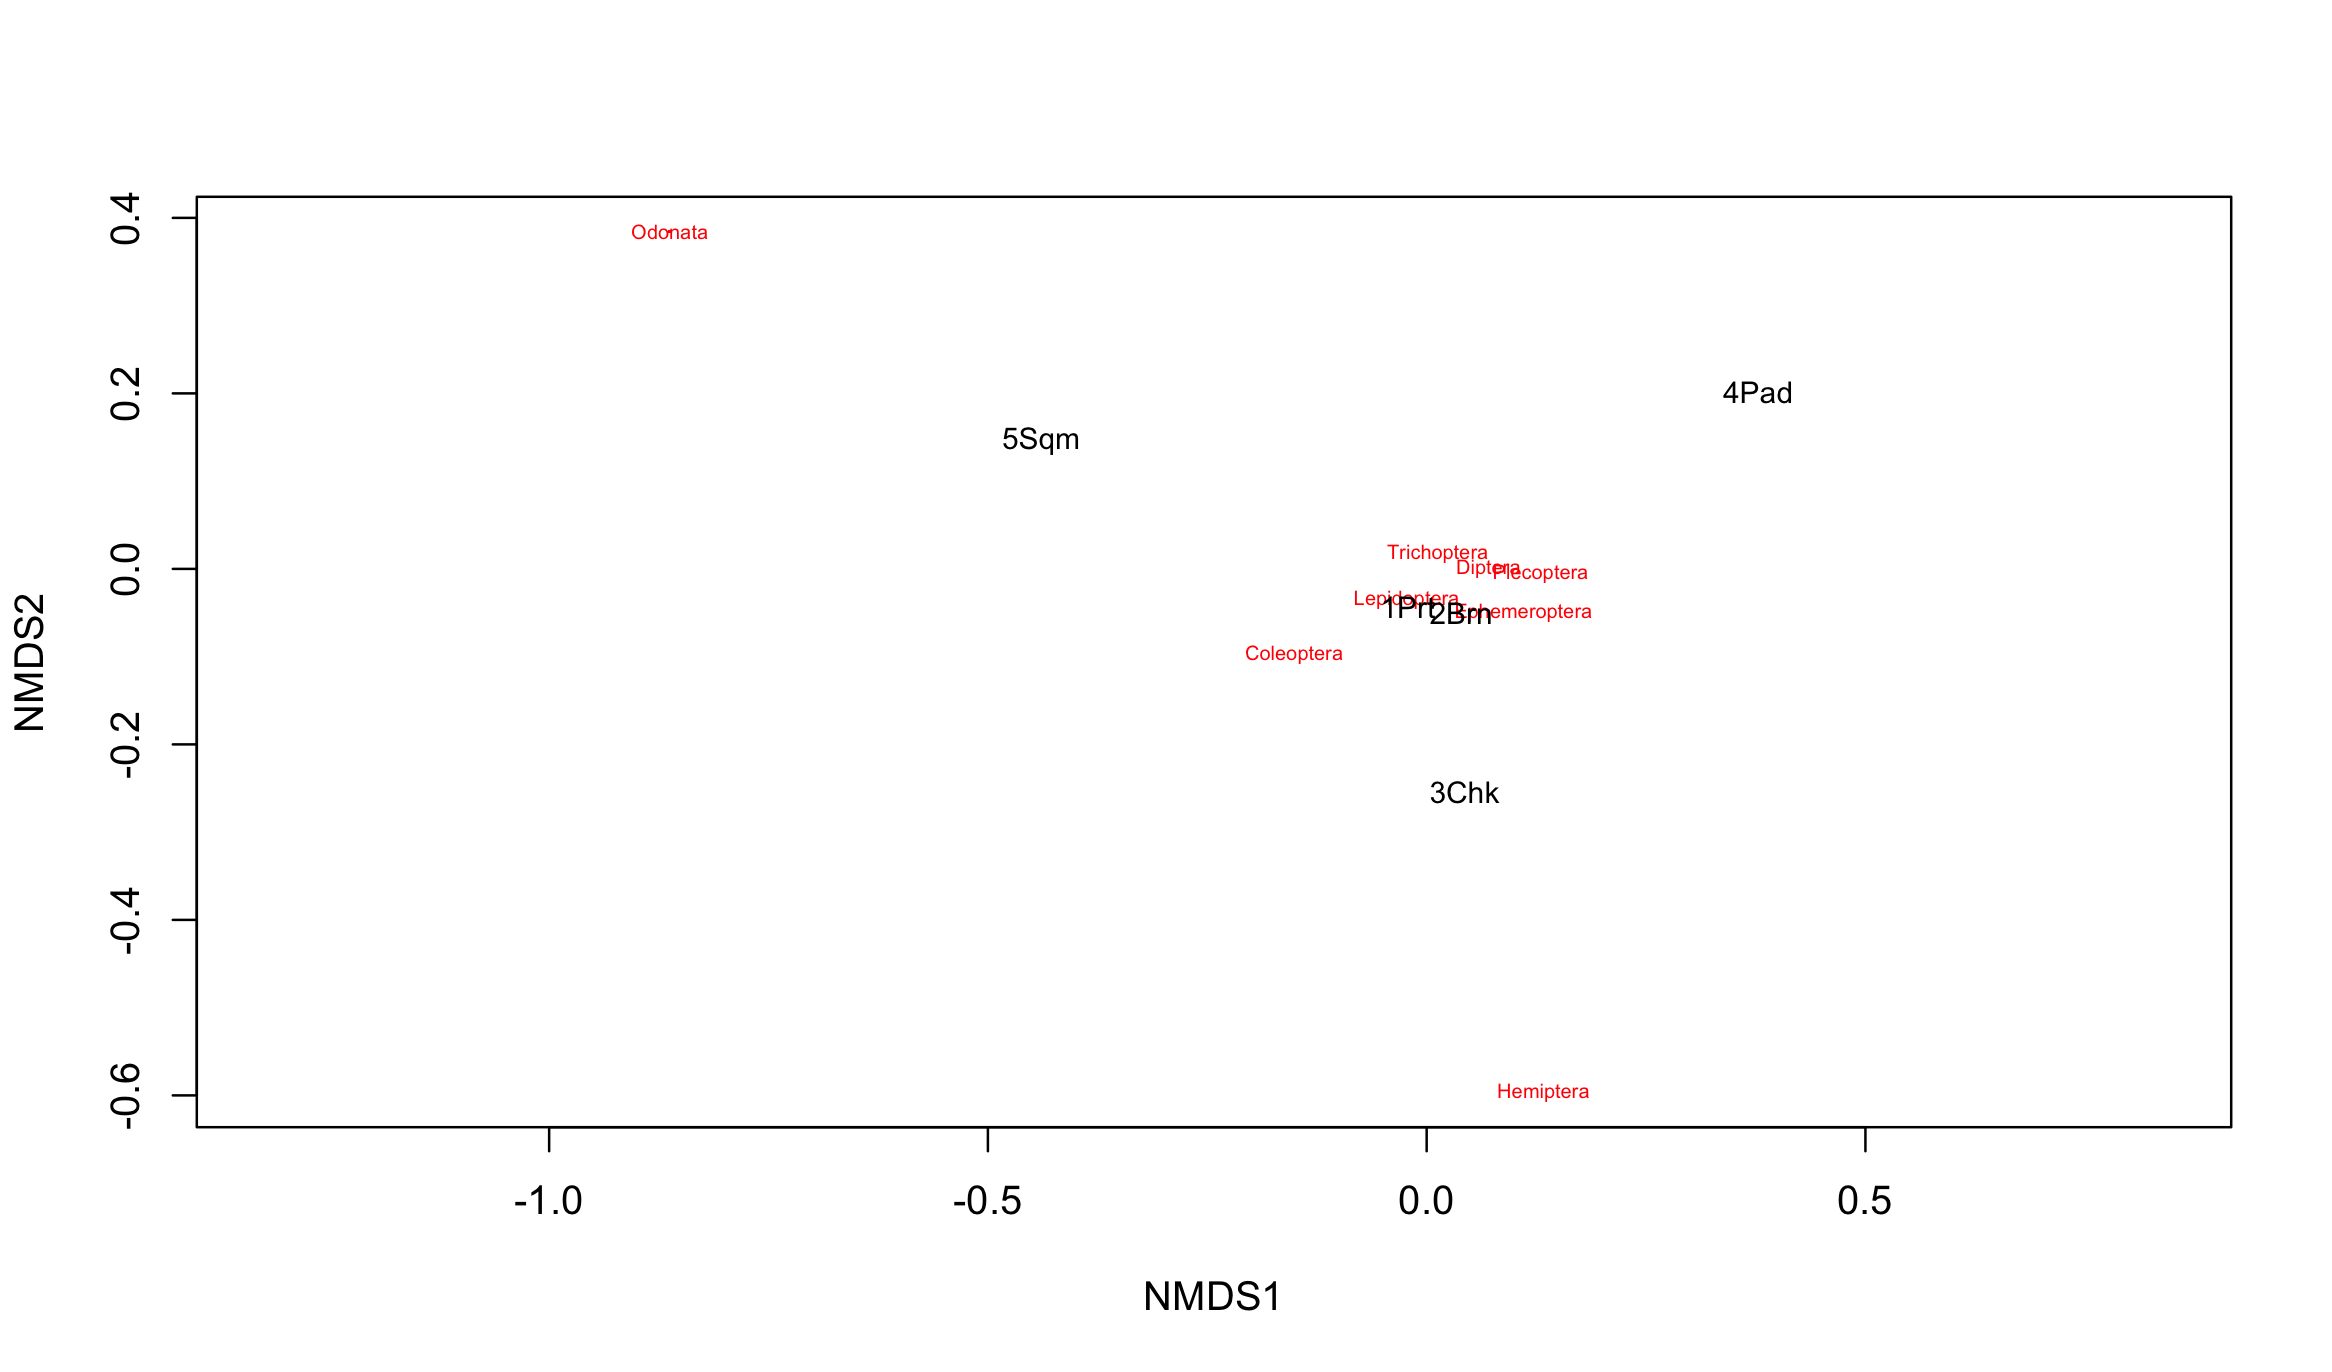 0.4
Odonata
0.2
4Pad
5Sqm
Trichoptera
0.0
Diptera
Plecoptera
Lepidoptera
1Prt
2Brn
Ephemeroptera
Coleoptera
NMDS2
-0.2
3Chk
-0.4
-0.6
Hemiptera
-1.0 -0.5 0.0 0.5
NMDS1